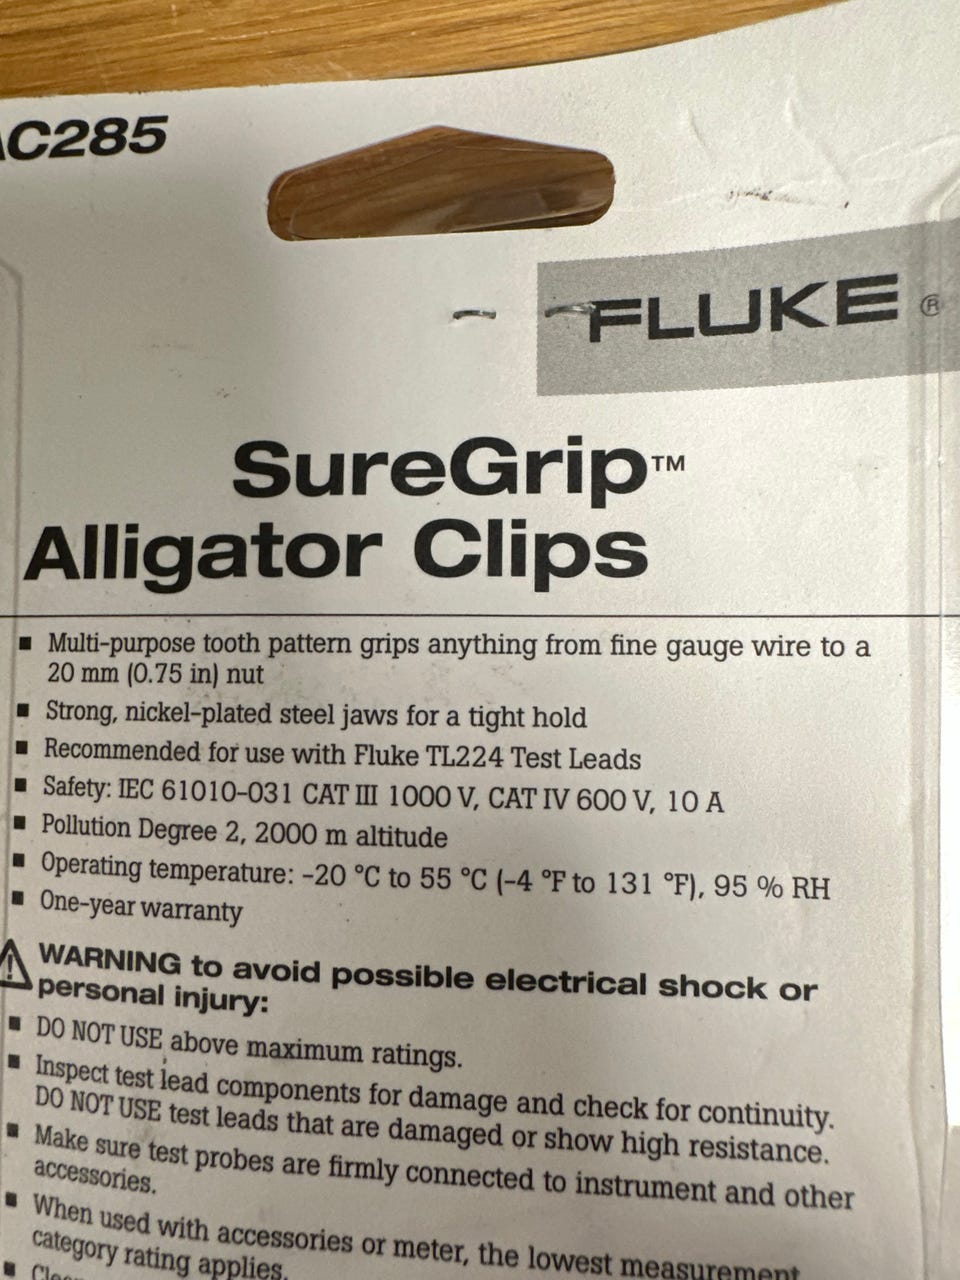 AC285
FLUKE ®
SureGrip™
Alligator Clips
■ Multi-purpose tooth pattern grips anything from fine gauge wire to a
20 mm (0.75 in) nut
■ Strong, nickel-plated steel jaws for a tight hold
■ Recommended for use with Fluke TL224 Test Leads
■ Safety: IEC 61010-031 CAT III 1000 V, CAT IV 600 V, 10 A
■ Pollution Degree 2, 2000 m altitude
■ Operating temperature: -20 °C to 55 °C (-4 °F to 131 °F), 95 % RH
■ One-year warranty
⚠ WARNING to avoid possible electrical shock or
personal injury:
■ DO NOT USE above maximum ratings.
■ Inspect test lead components for damage and check for continuity.
DO NOT USE test leads that are damaged or show high resistance.
■ Make sure test probes are firmly connected to instrument and other
accessories.
■ When used with accessories or meter, the lowest measurement
category rating applies.